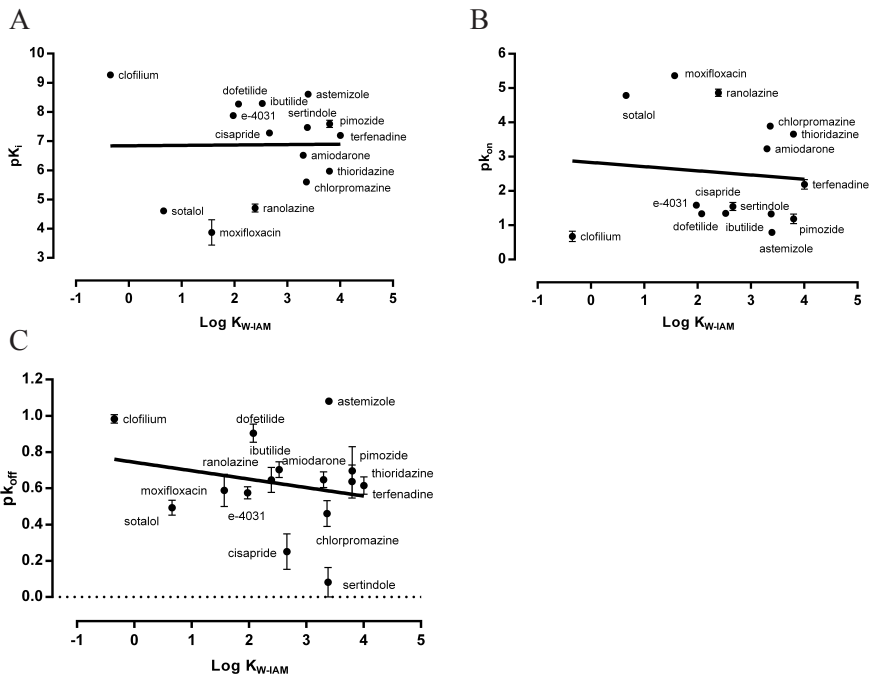 A
pKi
10
9
8
7
6
5
4
3
clofilium
dofetilide
astemizole
ibutilide
e-4031
sertindole
pimozide
cisapride
terfenadine
amiodarone
thioridazine
chlorpromazine
sotalol
ranolazine
moxifloxacin
-1 0 1 2 3 4 5
Log KW-IAM
B
pkon
6
5
4
3
2
1
0
moxifloxacin
sotalol
ranolazine
chlorpromazine
thioridazine
amiodarone
terfenadine
cisapride
e-4031
sertindole
dofetilide
ibutilide
pimozide
clofilium
astemizole
-1 0 1 2 3 4 5
Log KW-IAM
C
pkoff
1.2
1.0
0.8
0.6
0.4
0.2
0.0
astemizole
clofilium
dofetilide
ibutilide
pimozide
ranolazine
amiodarone
thioridazine
moxifloxacin
terfenadine
e-4031
sotalol
chlorpromazine
cisapride
sertindole
-1 0 1 2 3 4 5
Log KW-IAM